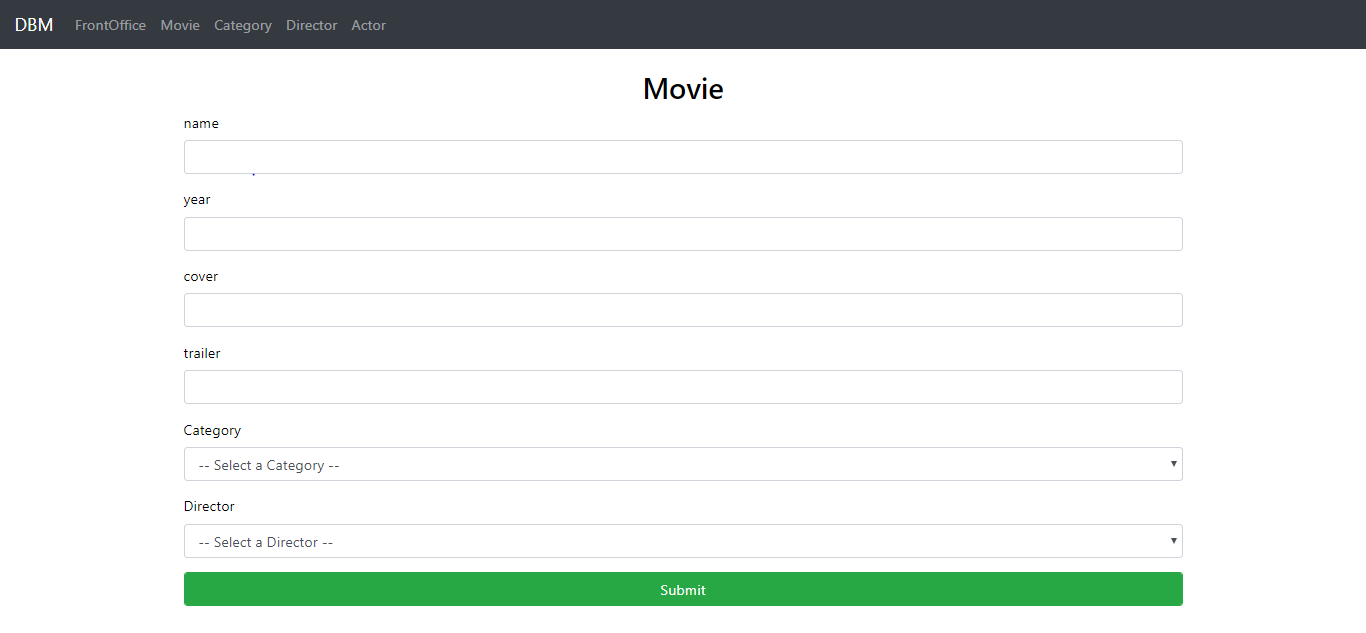 DBM FrontOffice Movie Category Director Actor
Movie
name
year
cover
trailer
Category
-- Select a Category --
Director
-- Select a Director --
Submit